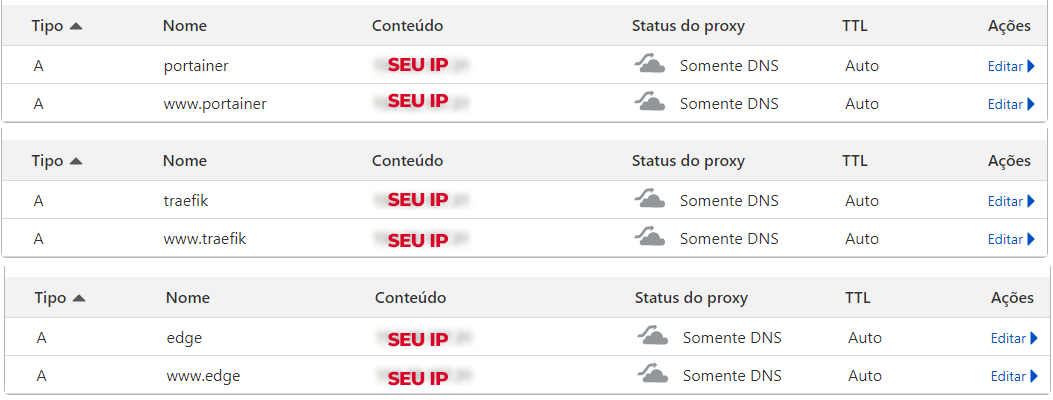 Tipo Nome Conteúdo Status do proxy TTL Ações
A portainer SEU IP Somente DNS Auto Editar
A www.portainer SEU IP Somente DNS Auto Editar
Tipo Nome Conteúdo Status do proxy TTL Ações
A traefik SEU IP Somente DNS Auto Editar
A www.traefik SEU IP Somente DNS Auto Editar
Tipo Nome Conteúdo Status do proxy TTL Ações
A edge SEU IP Somente DNS Auto Editar
A www.edge SEU IP Somente DNS Auto Editar